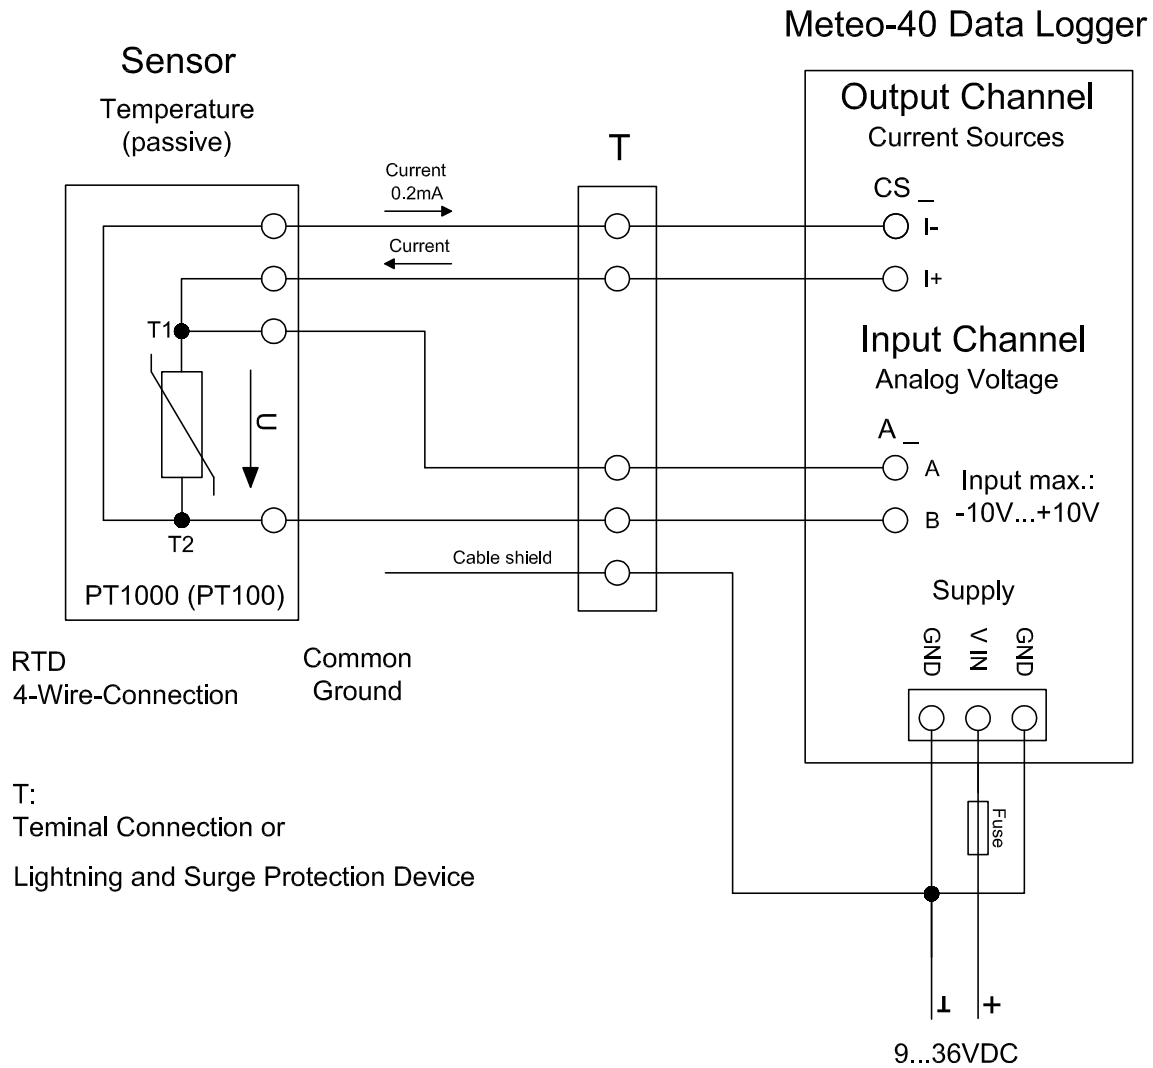 Meteo-40 Data Logger
Sensor
Temperature
(passive)
Output Channel
Current Sources
T
Current
0.2mA
CS _
I-
Current
I+
T1
U
Input Channel
Analog Voltage
A _
A
Input max.:
-10V...+10V
B
T2
Cable shield
PT1000 (PT100)
Supply
GND
V IN
GND
RTD
4-Wire-Connection
Common
Ground
T:
Teminal Connection or
Lightning and Surge Protection Device
Fuse
⊥ +
9...36VDC